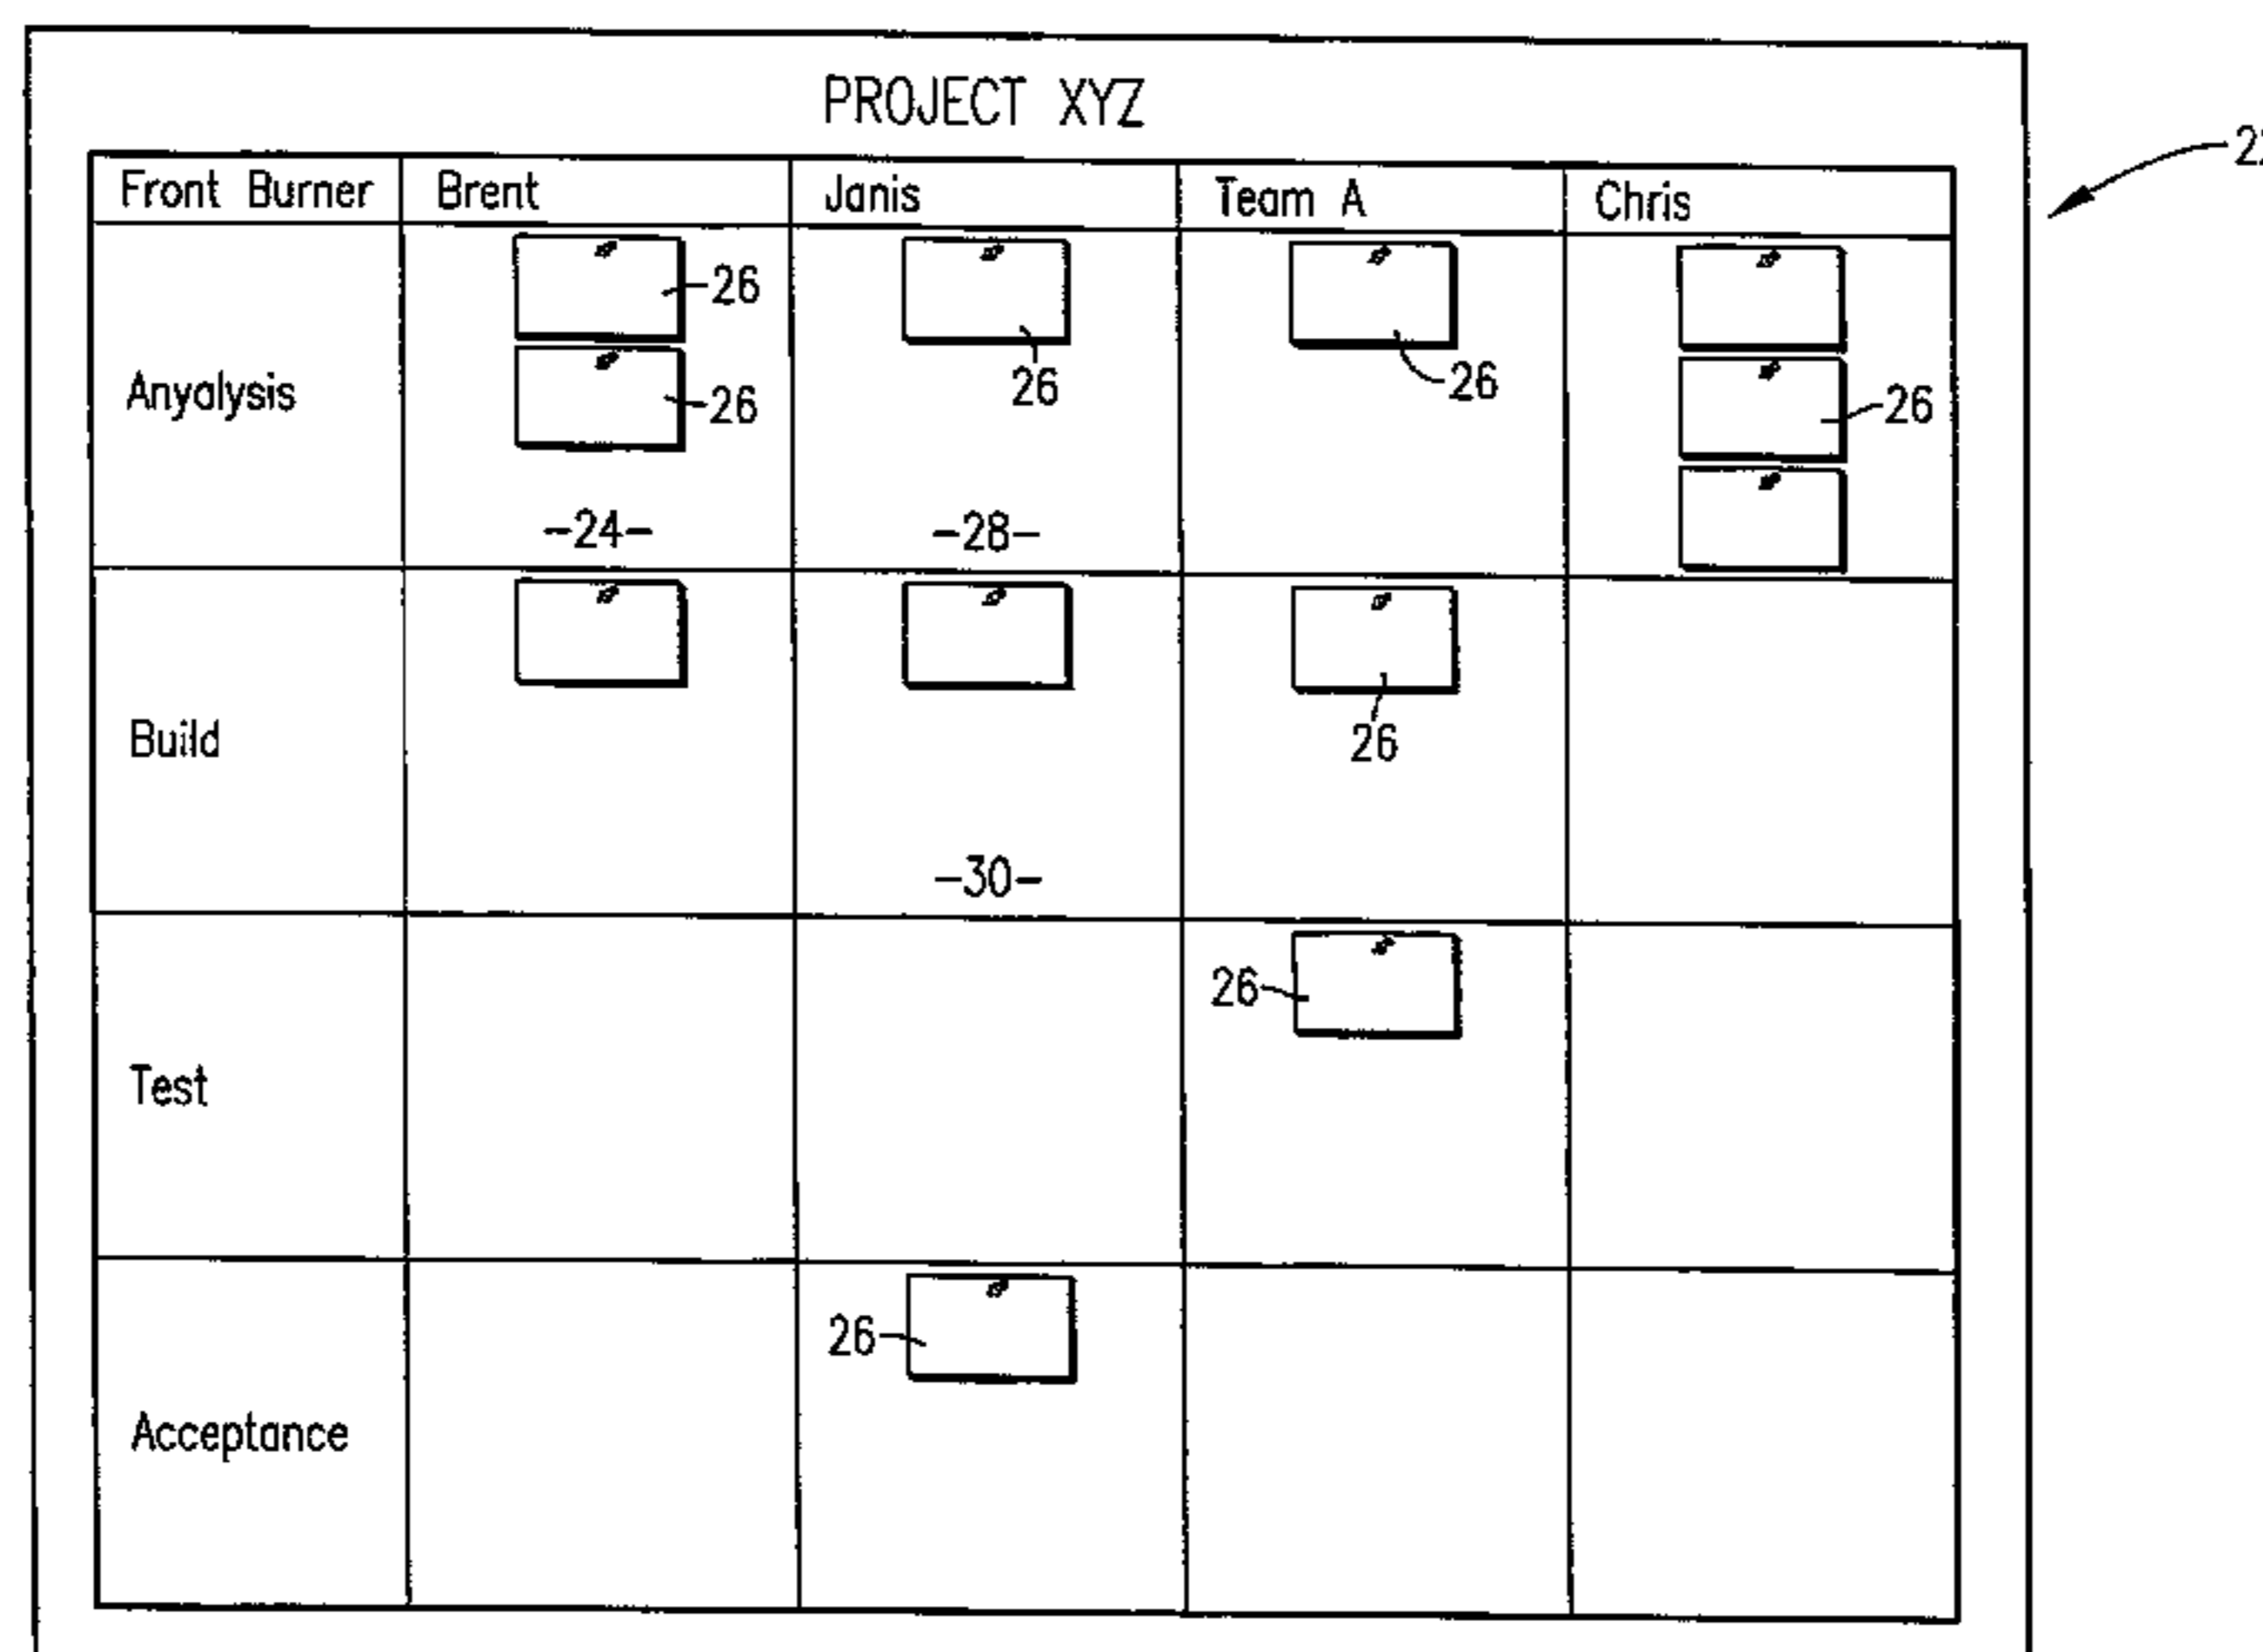 PROJECT XYZ
Front Burner Brent Janis Team A Chris
26
26
26
26
26
Anyalysis
-24- -28-
26
Build
-30-
26
Test
26
Acceptance